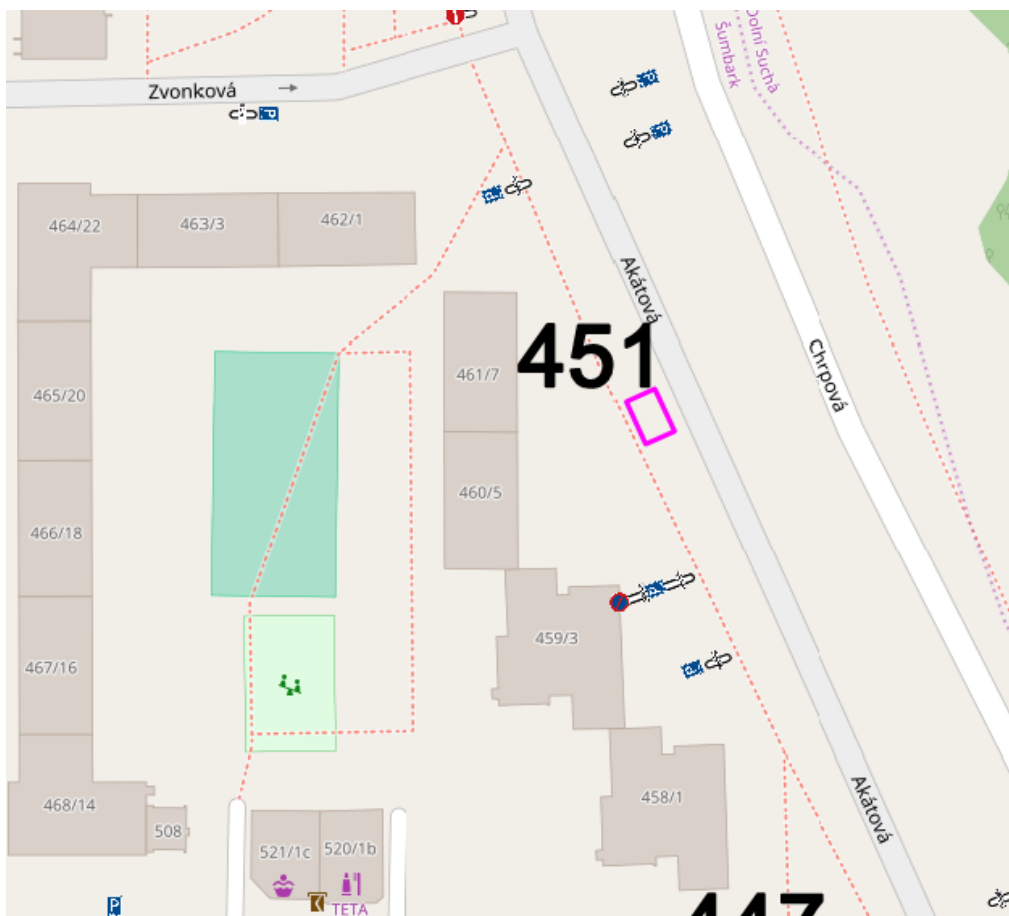 Dolní Suchá
Šumbark
Zvonková
464/22
463/3
462/1
Akátová
451
Chrpová
461/7
465/20
460/5
466/18
459/3
467/16
458/1
Akátová
468/14
508
521/1c
520/1b
TETA
447